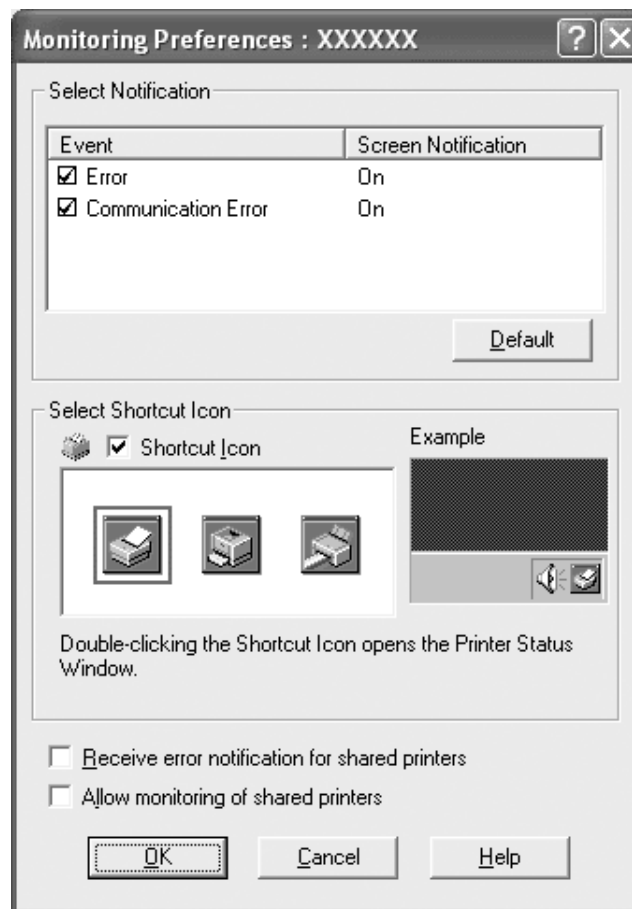 Monitoring Preferences : XXXXXX
Select Notification
Event Screen Notification
Error On
Communication Error On
Default
Select Shortcut Icon
Shortcut Icon
Example
Double-clicking the Shortcut Icon opens the Printer Status
Window.
Receive error notification for shared printers
Allow monitoring of shared printers
OK Cancel Help